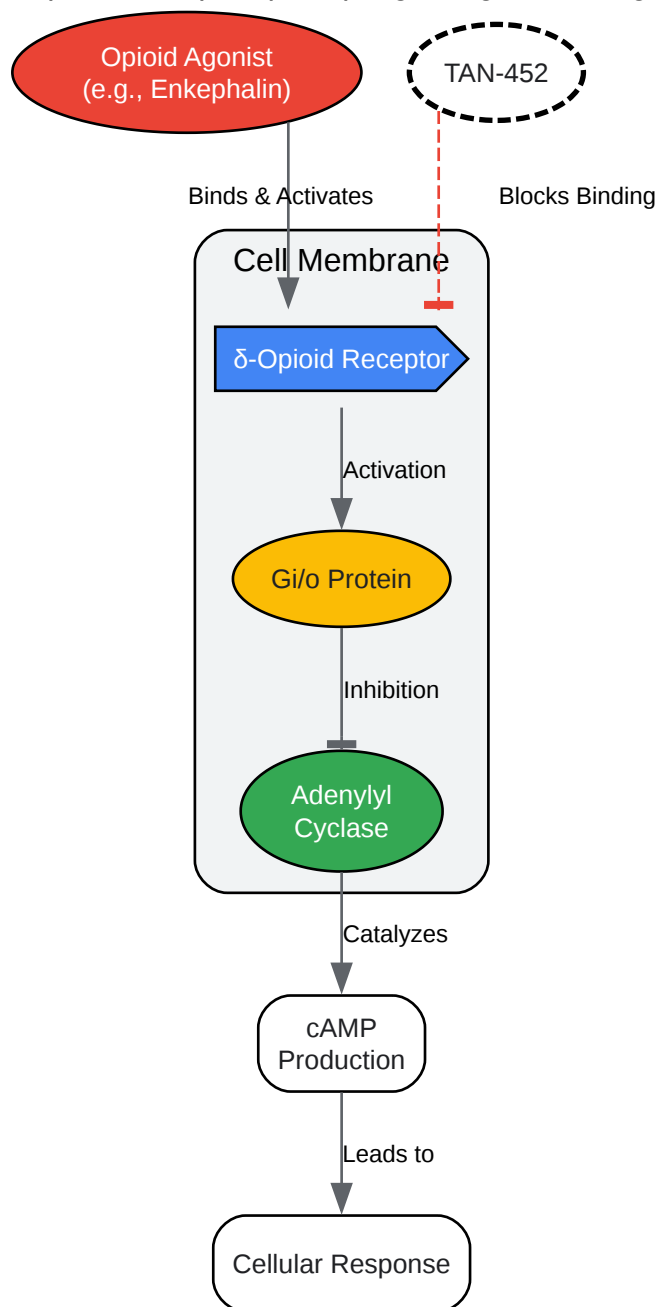 Opioid Agonist
(e.g., Enkephalin)
TAN-452
Binds & Activates
Blocks Binding
Cell Membrane
δ-Opioid Receptor
Activation
Gi/o Protein
Inhibition
Adenylyl
Cyclase
Catalyzes
cAMP
Production
Leads to
Cellular Response